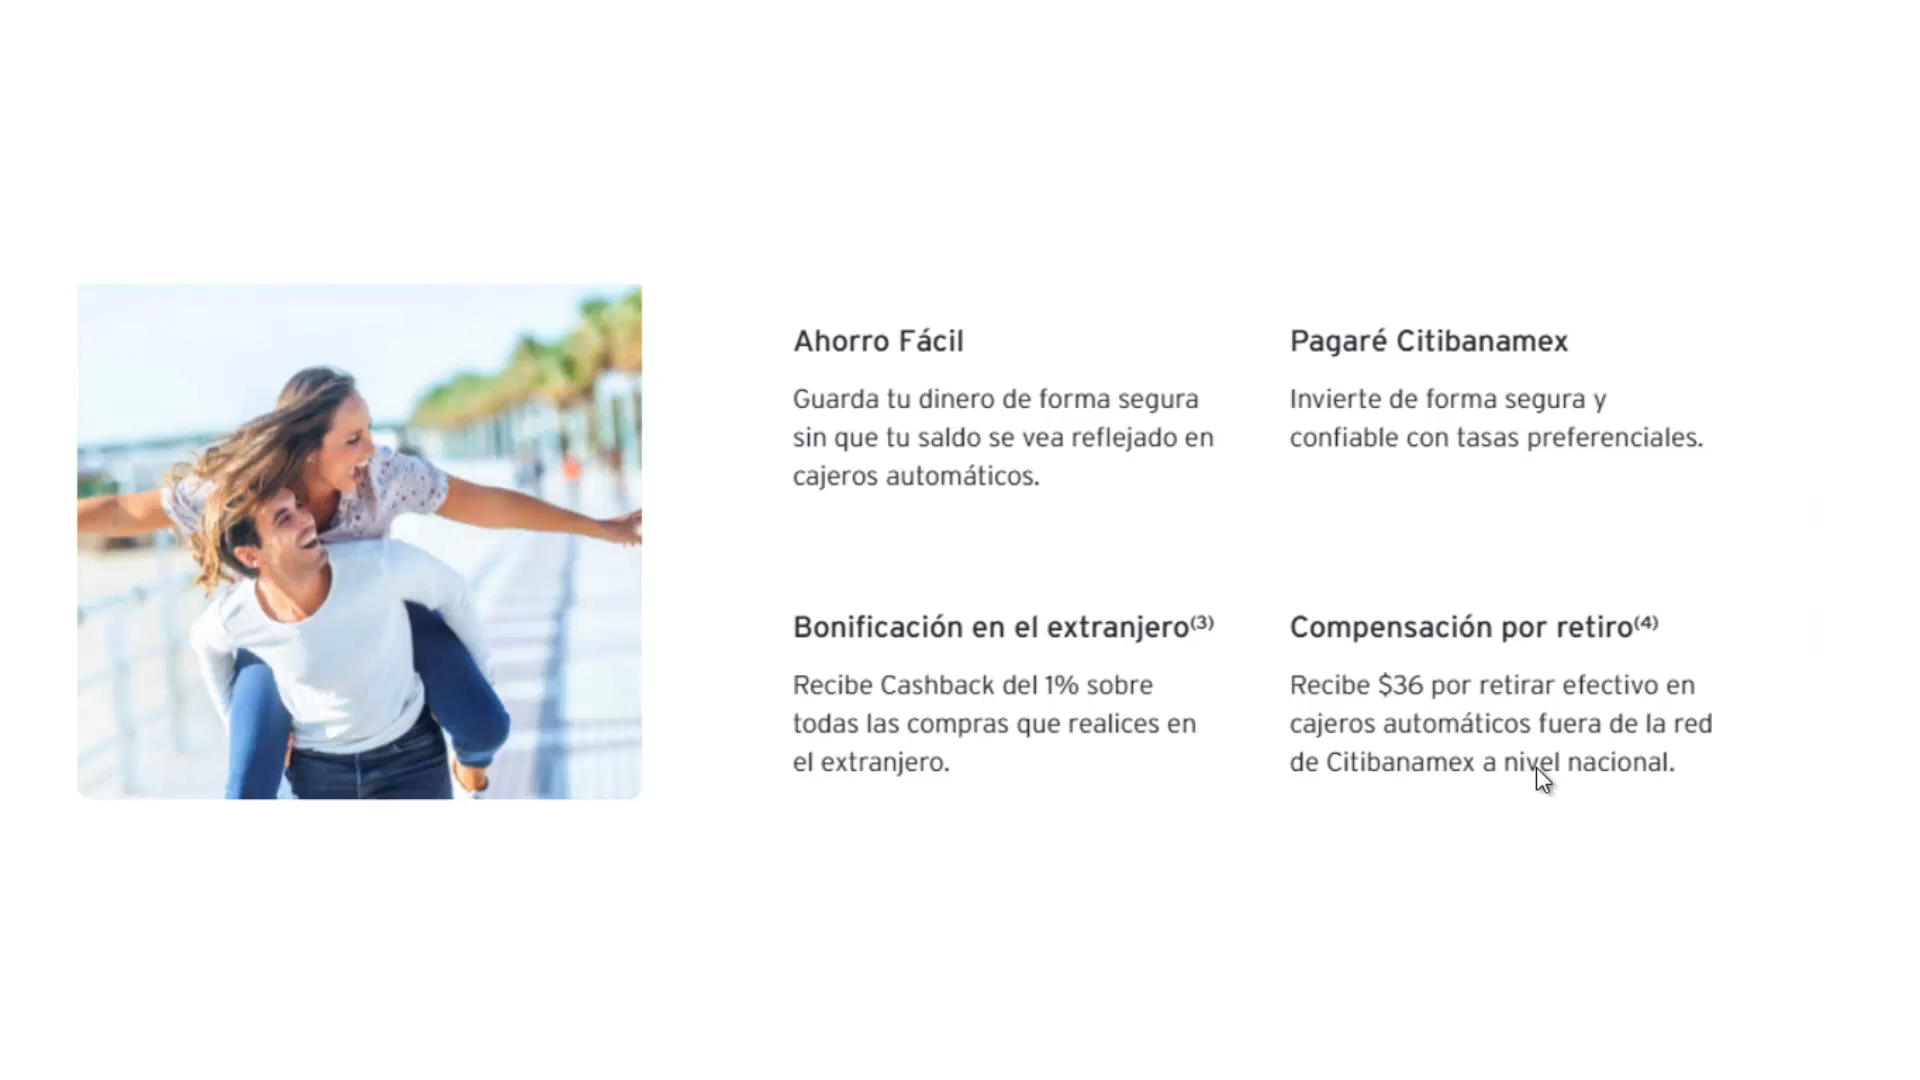 Ahorro Fácil
Guarda tu dinero de forma segura
sin que tu saldo se vea reflejado en
cajeros automáticos.
Pagaré Citibanamex
Invierte de forma segura y
confiable con tasas preferenciales.
Bonificación en el extranjero(3)
Recibe Cashback del 1% sobre
todas las compras que realices en
el extranjero.
Compensación por retiro(4)
Recibe $36 por retirar efectivo en
cajeros automáticos fuera de la red
de Citibanamex a nivel nacional.